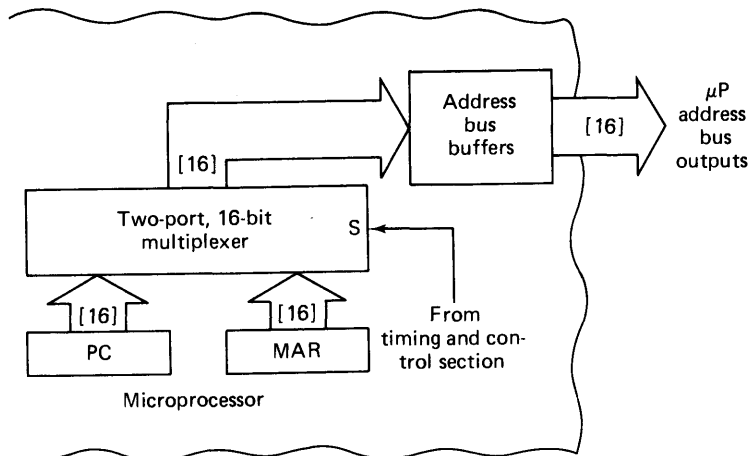 Address
bus
buffers
[16]
μP
address
bus
outputs
[16]
Two-port, 16-bit
multiplexer
S
[16]
[16]
PC
MAR
From
timing and con-
trol section
Microprocessor